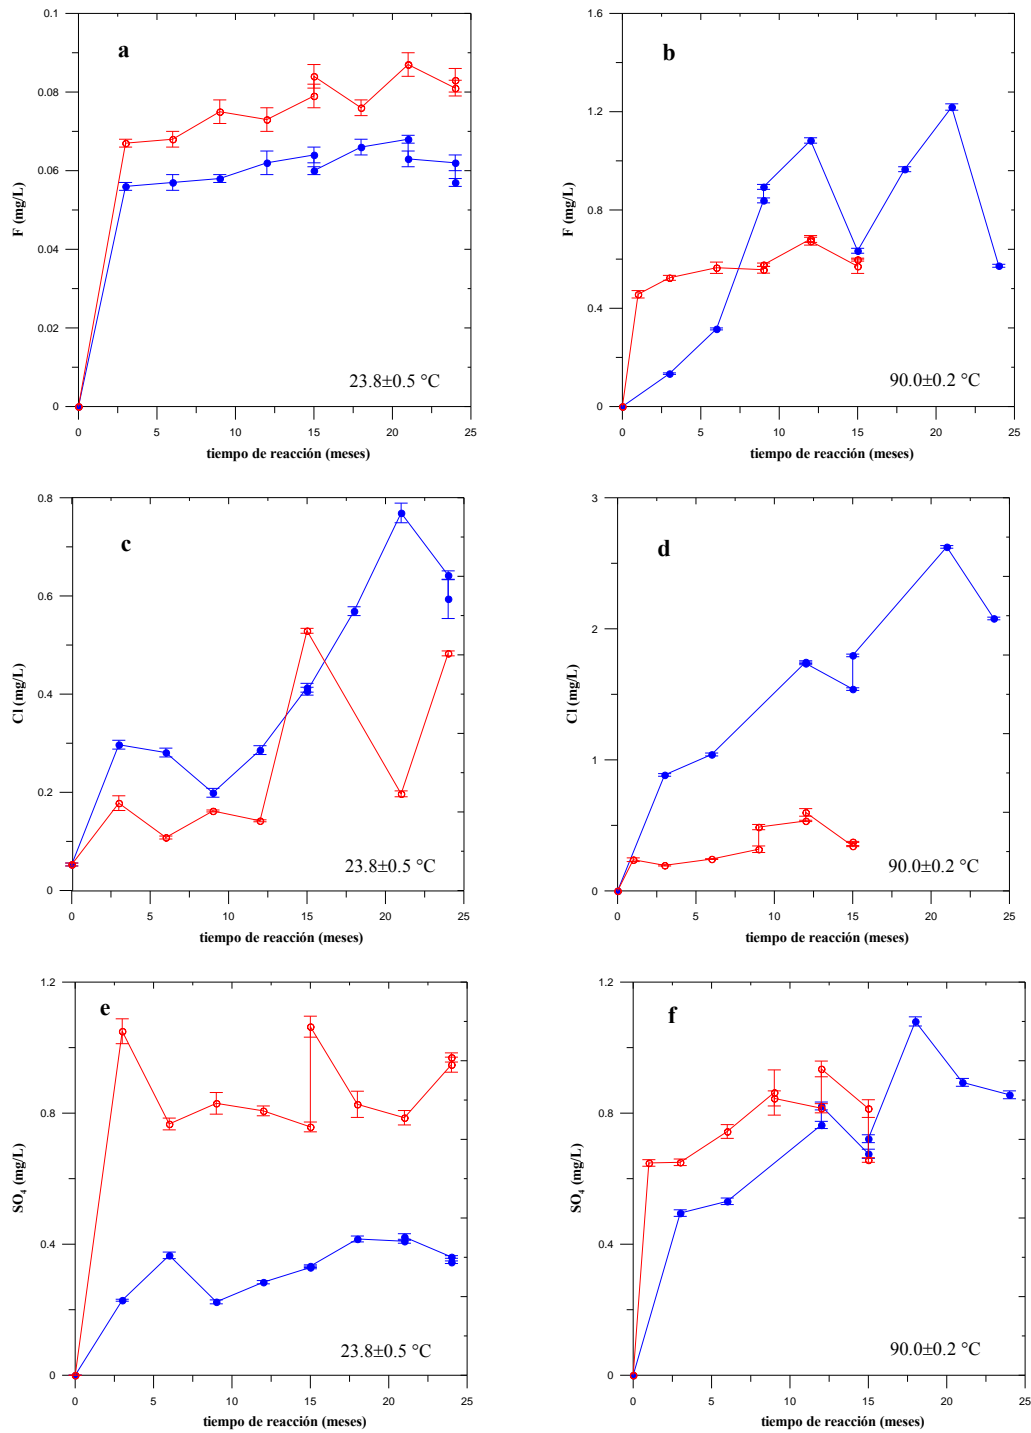 a
F (mg/L)
0.1
0.08
0.06
0.04
0.02
0
23.8±0.5 °C
0 5 10 15 20 25
tiempo de reacción (meses)
b
F (mg/L)
1.6
1.2
0.8
0.4
0
90.0±0.2 °C
0 5 10 15 20 25
tiempo de reacción (meses)
c
Cl (mg/L)
0.8
0.6
0.4
0.2
0
23.8±0.5 °C
0 5 10 15 20 25
tiempo de reacción (meses)
d
Cl (mg/L)
3
2
1
0
90.0±0.2 °C
0 5 10 15 20 25
tiempo de reacción (meses)
e
SO₄ (mg/L)
1.2
0.8
0.4
0
23.8±0.5 °C
0 5 10 15 20 25
tiempo de reacción (meses)
f
SO₄ (mg/L)
1.2
0.8
0.4
0
90.0±0.2 °C
0 5 10 15 20 25
tiempo de reacción (meses)